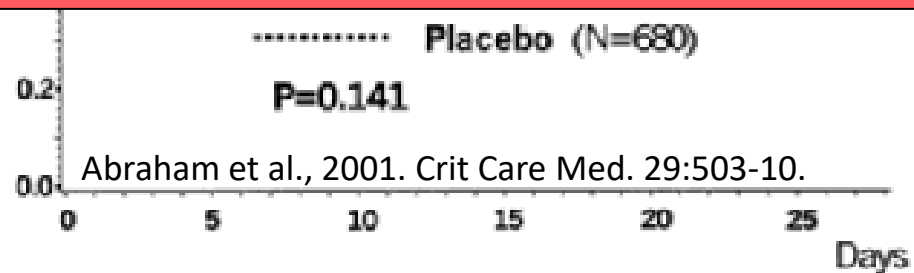 Placebo (N=680)
0.2
P=0.141
Abraham et al., 2001. Crit Care Med. 29:503-10.
0.0
0 5 10 15 20 25
Days